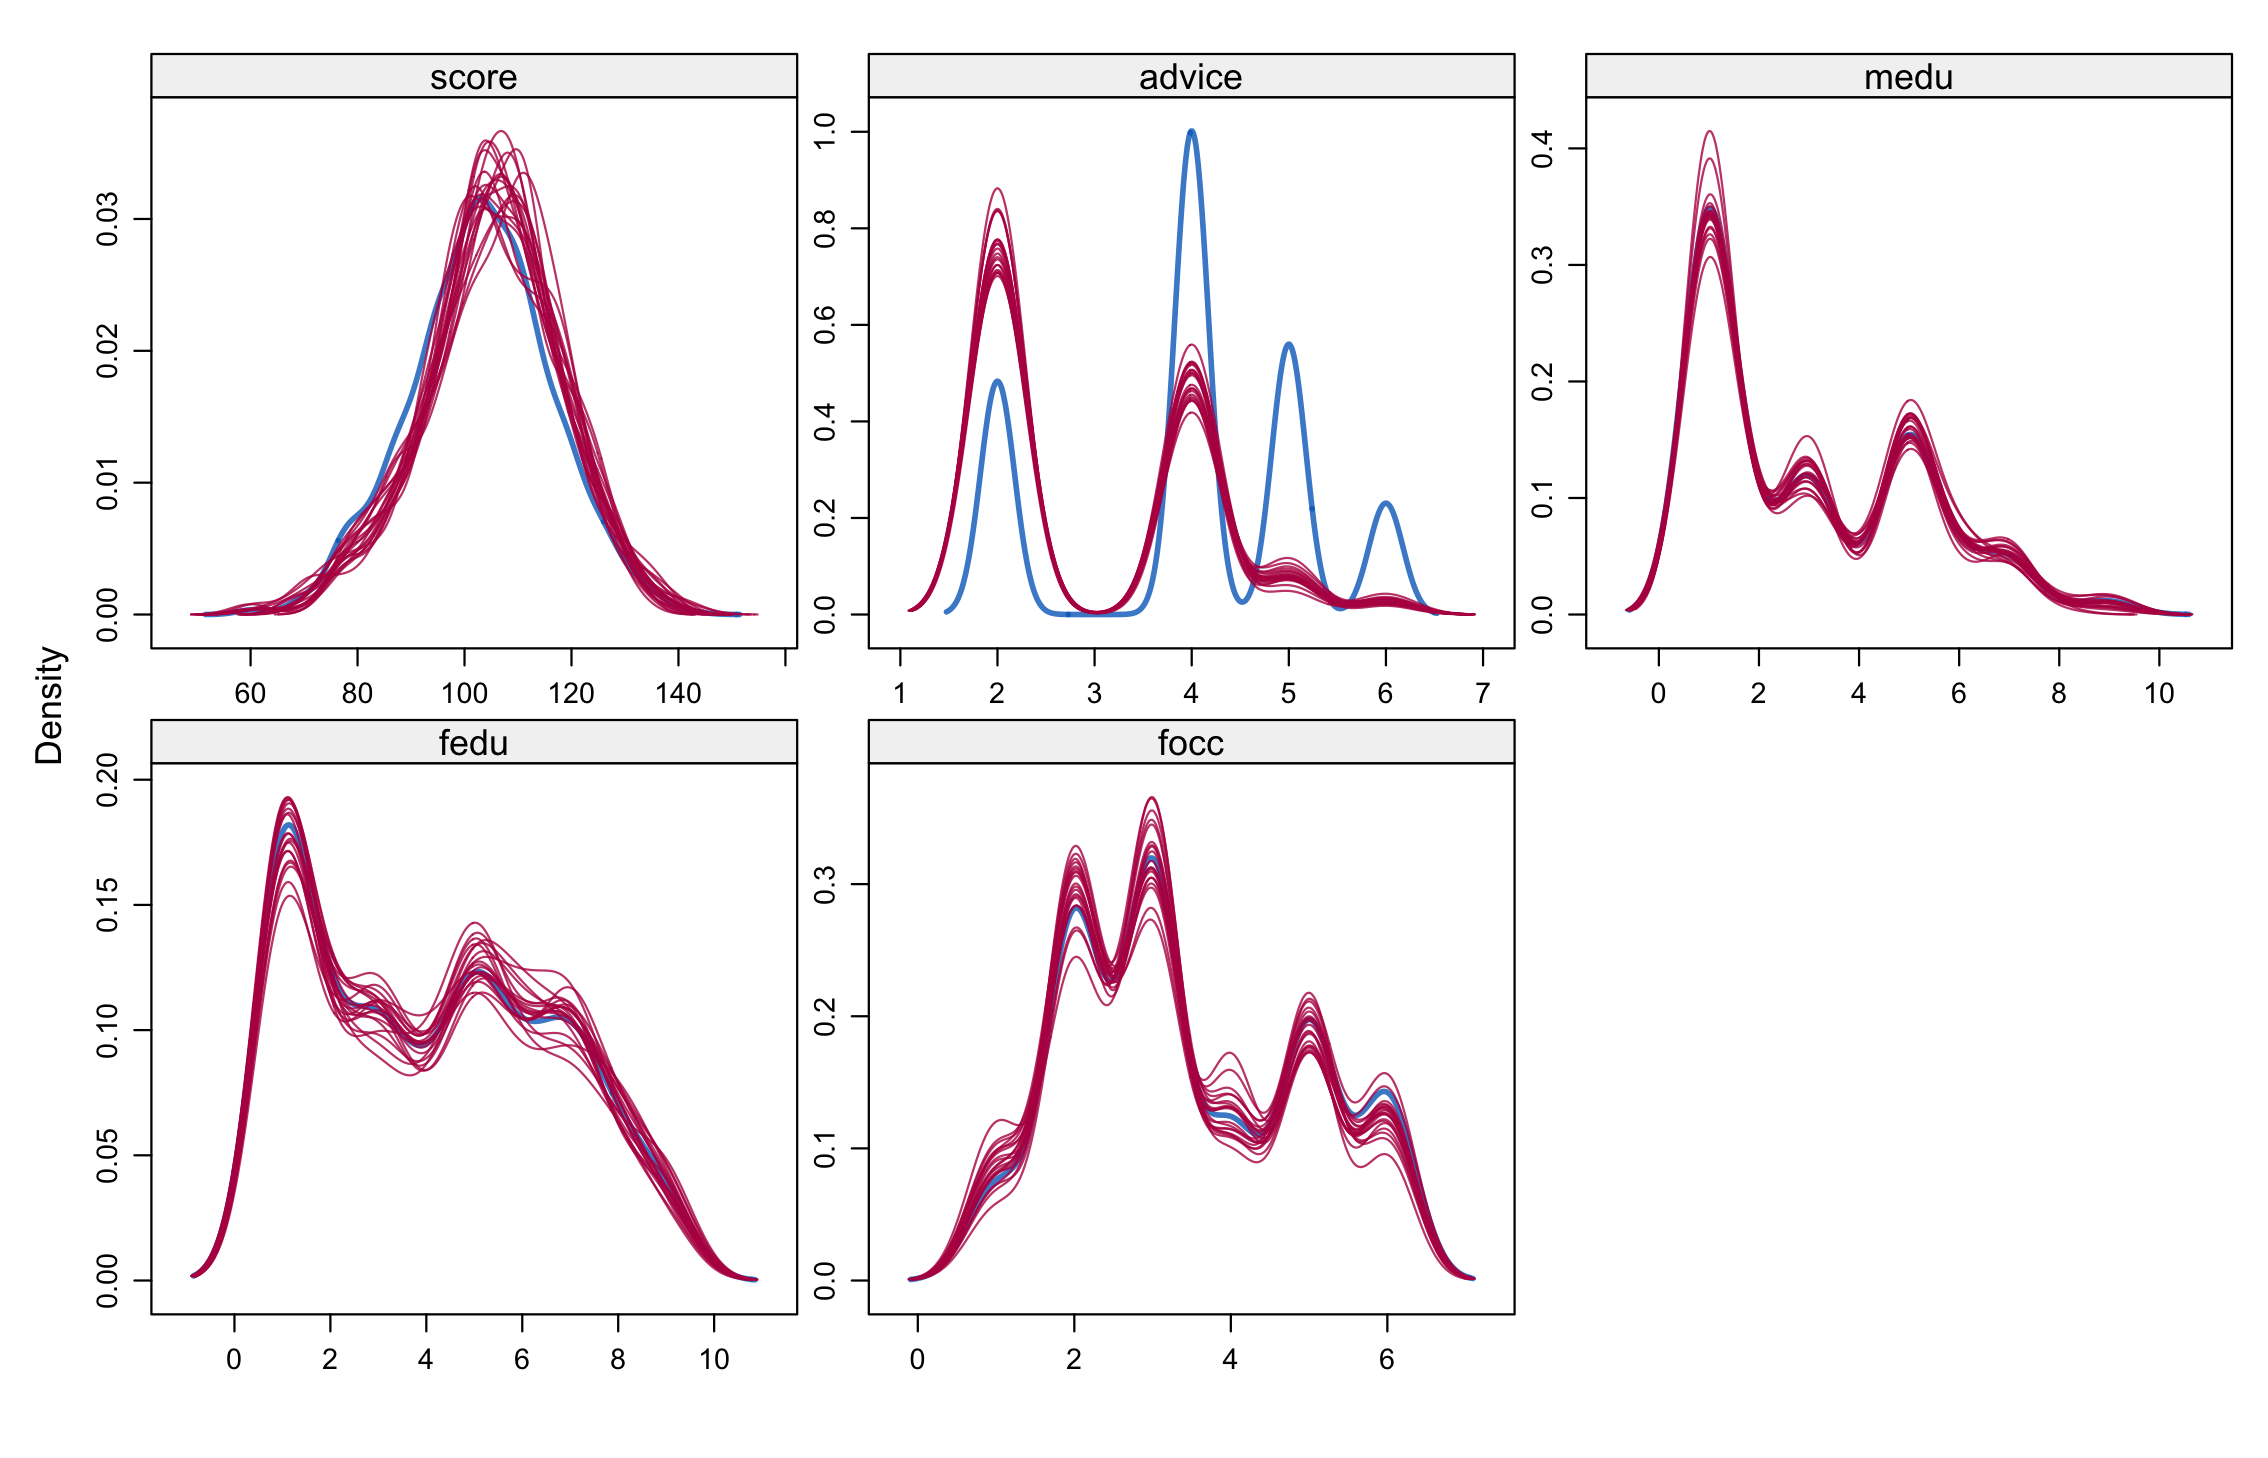 score
advice
medu
0.00 0.01 0.02 0.03
0.0 0.2 0.4 0.6 0.8 1.0
0.0 0.1 0.2 0.3 0.4
60 80 100 120 140
1 2 3 4 5 6 7
0 2 4 6 8 10
Density
fedu
focc
0.00 0.05 0.10 0.15 0.20
0.0 0.1 0.2 0.3
0 2 4 6 8 10
0 2 4 6